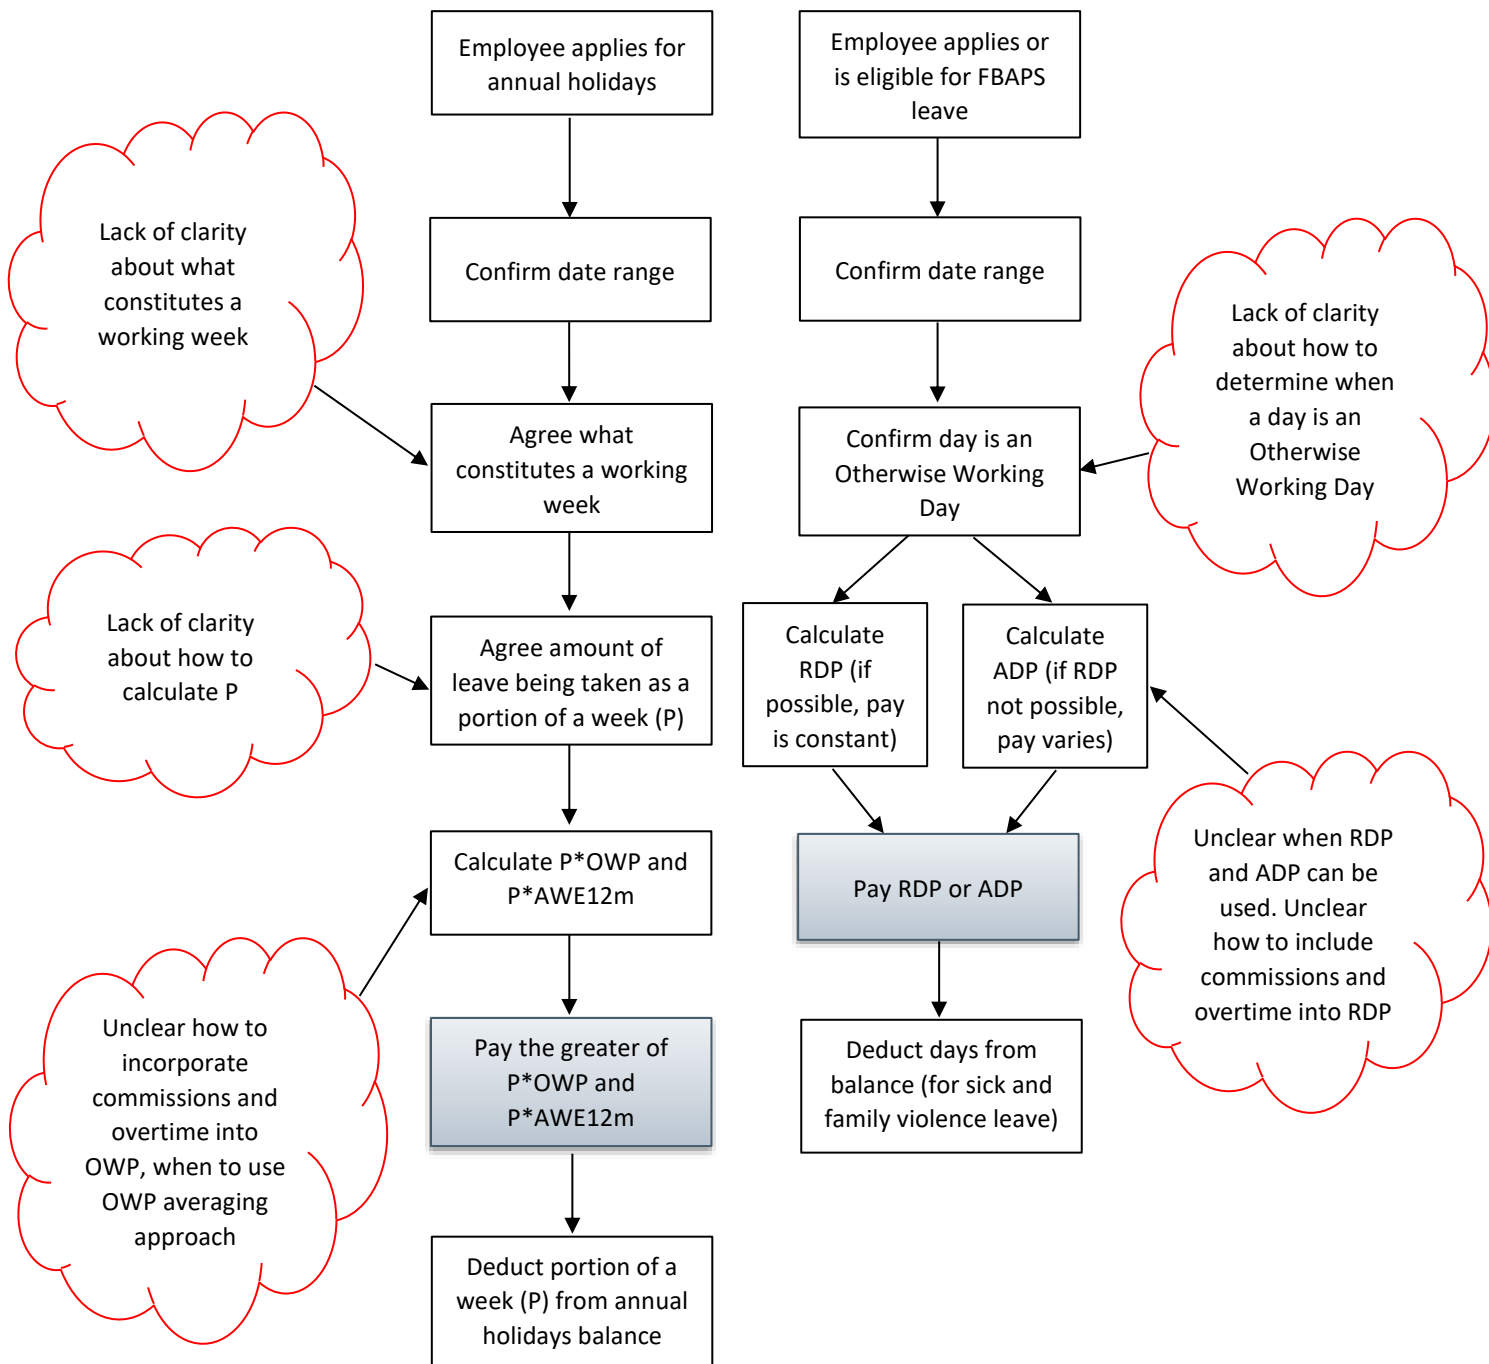 Employee applies for
annual holidays
Employee applies or
is eligible for FBAPS
leave
Lack of clarity
about what
constitutes a
working week
Confirm date range
Confirm date range
Lack of clarity
about how to
determine when
a day is an
Otherwise
Working Day
Agree what
constitutes a working
week
Confirm day is an
Otherwise Working
Day
Lack of clarity
about how to
calculate P
Agree amount of
leave being taken as a
portion of a week (P)
Calculate
RDP (if
possible, pay
is constant)
Calculate
ADP (if RDP
not possible,
pay varies)
Calculate P*OWP and
P*AWE12m
Pay RDP or ADP
Unclear when RDP
and ADP can be
used. Unclear
how to include
commissions and
overtime into RDP
Unclear how to
incorporate
commissions and
overtime into
OWP, when to use
OWP averaging
approach
Pay the greater of
P*OWP and
P*AWE12m
Deduct days from
balance (for sick and
family violence leave)
Deduct portion of a
week (P) from annual
holidays balance